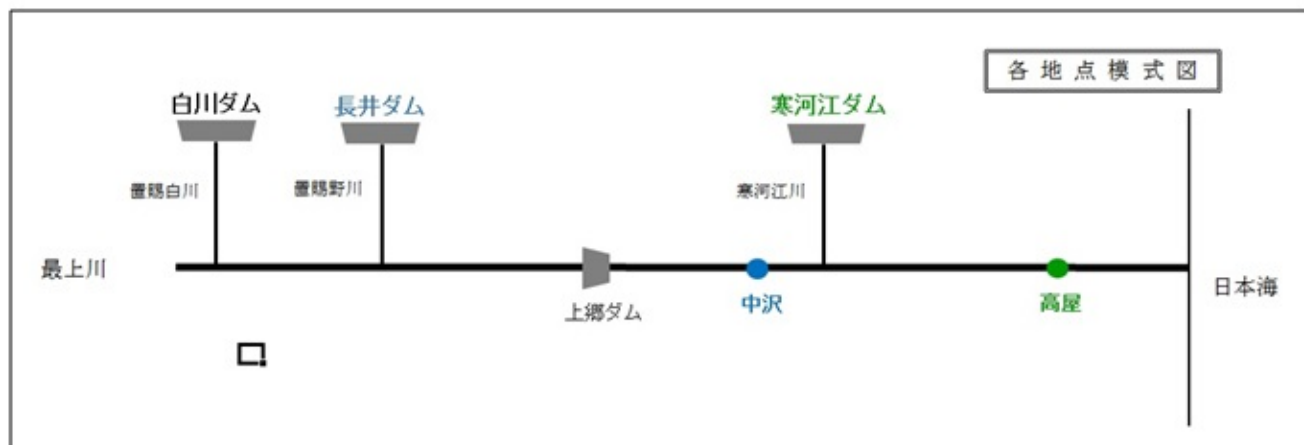 各地点模式図
白川ダム
長井ダム
寒河江ダム
置賜白川
置賜野川
寒河江川
最上川
上郷ダム
中沢
高屋
日本海